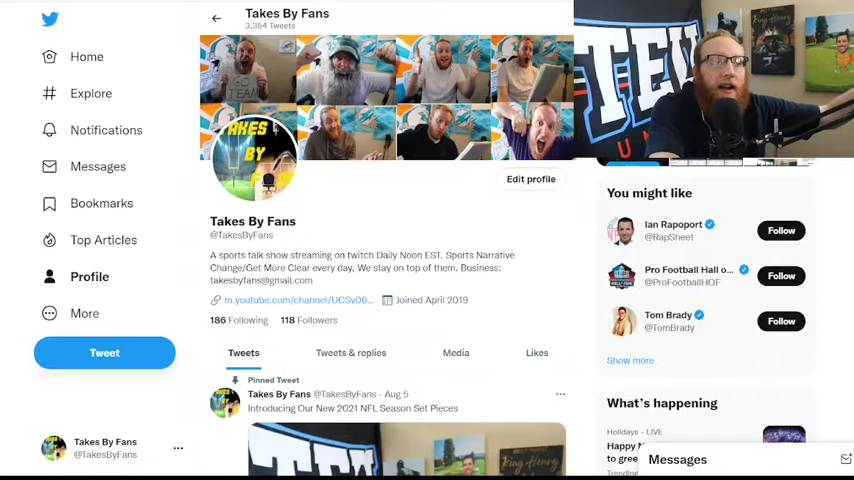 Takes By Fans
3,354 Tweets
Home
Explore
Notifications
Messages
Bookmarks
Top Articles
Profile
More
Tweet
Takes By Fans
@TakesByFans
GO
TEAM
TAKES
BY
Edit profile
Takes By Fans
@TakesByFans
A sports talk show streaming on twitch Daily Noon EST. Sports Narrative
Change/Get More Clear every day, We stay on top of them. Business:
takesbyfans@gmail.com
m.youtube.com/channel/UCSv06...
Joined April 2019
186 Following
118 Followers
Tweets
Tweets & replies
Media
Likes
Pinned Tweet
Takes By Fans @TakesByFans · Aug 5
Introducing Our New 2021 NFL Season Set Pieces
King Henry
King Henry
You might like
Ian Rapoport
@RapSheet
Follow
Pro Football Hall o...
@ProFootballHOF
Follow
Tom Brady
@TomBrady
Follow
Show more
What's happening
Holidays · LIVE
Happy N
to gree
Trending
Messages